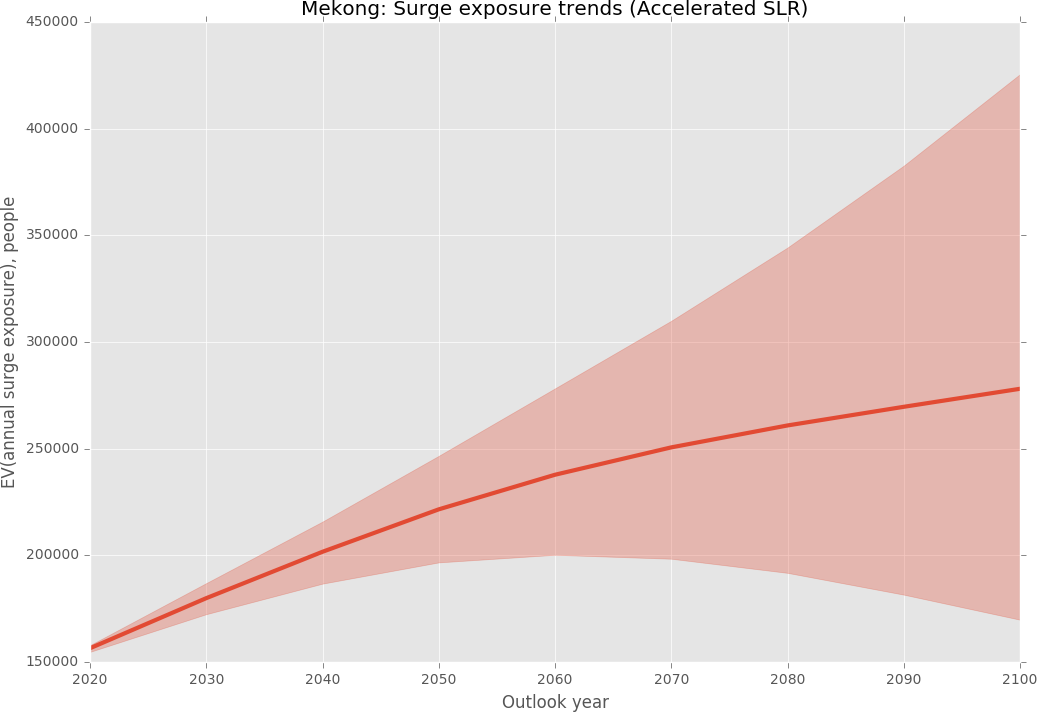 Mekong: Surge exposure trends (Accelerated SLR)
EV(annual surge exposure), people
450000
400000
350000
300000
250000
200000
150000
2020 2030 2040 2050 2060 2070 2080 2090 2100
Outlook year